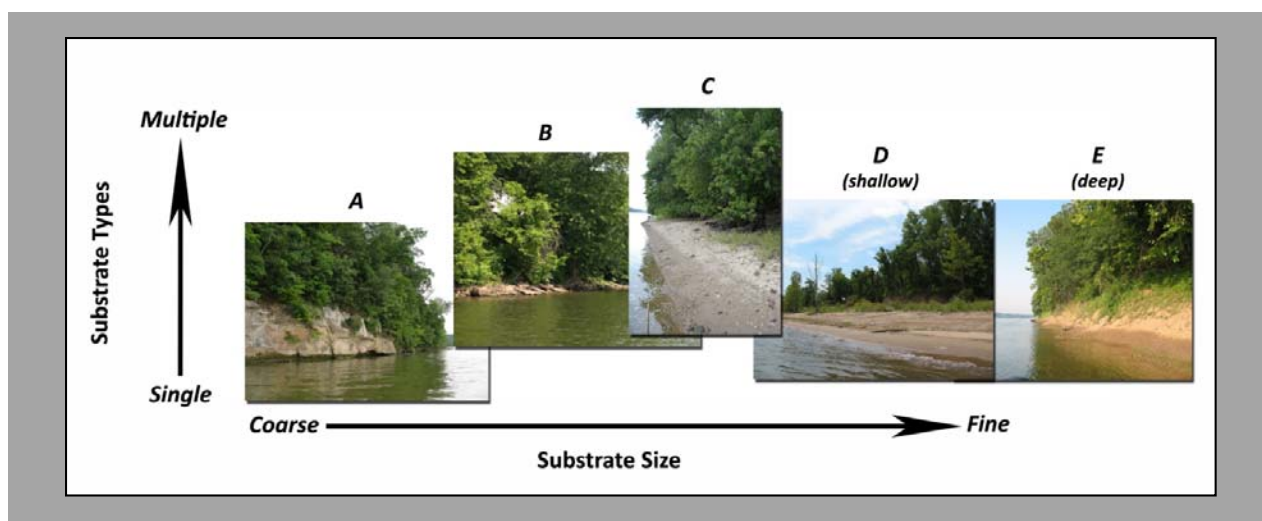 C
Multiple
B
D
(shallow)
E
(deep)
A
Substrate Types
Single
Coarse
Fine
Substrate Size